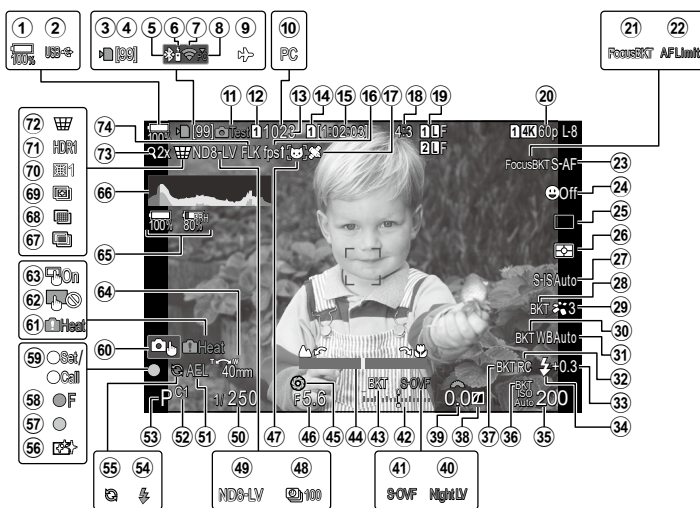 1 2 3 4 5 6 7 8 9 10 21 22
100% USB [99] PC FocusBKT AFLimit
11 12 13 14 15 16 17 18 19 20
100% [99] Test 1 1023 1 [1:02:03] 4:3 1 L F 1 4K 60p L-8
2 L F
72 74
71 HDR1 73 2x ND8-LV FLK fps FocusBKT S-AF 23
70 1
69 66 Off 24
68 25
67 100% 80% 26
65 S-IS Auto 27
63 On 64 BKT 3 28
62 29
61 Heat BKT WB Auto 30
60 Heat 31
59 Set/ T W BKT RC +0.3 32
Call AEL 40mm 33
58 F BKT S-OVF BKT ISO Auto 200
57 P C1 1/ 250 F5.6 0.0 34
56 53 52 51 50 47 46 45 44 43 42 39 38 37 36 35
55 54 49 48 41 40
ND8-LV 100 S-OVF Night LV